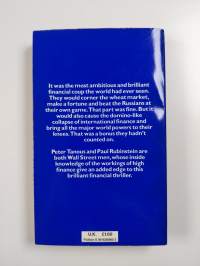 It was the most ambitious and brilliant
financial coup the world had ever seen.
They would corner the wheat market,
make a fortune and beat the Russians at
their own game. That part was fine. But it
would also cause the domino-like
collapse of international finance and
bring all the major world powers to their
knees. That was a bonus they hadn't
counted on.
Peter Tanous and Paul Rubinstein are
both Wall Street men, whose inside
knowledge of the workings of high
finance give an added edge to this
brilliant financial thriller.
U.K.